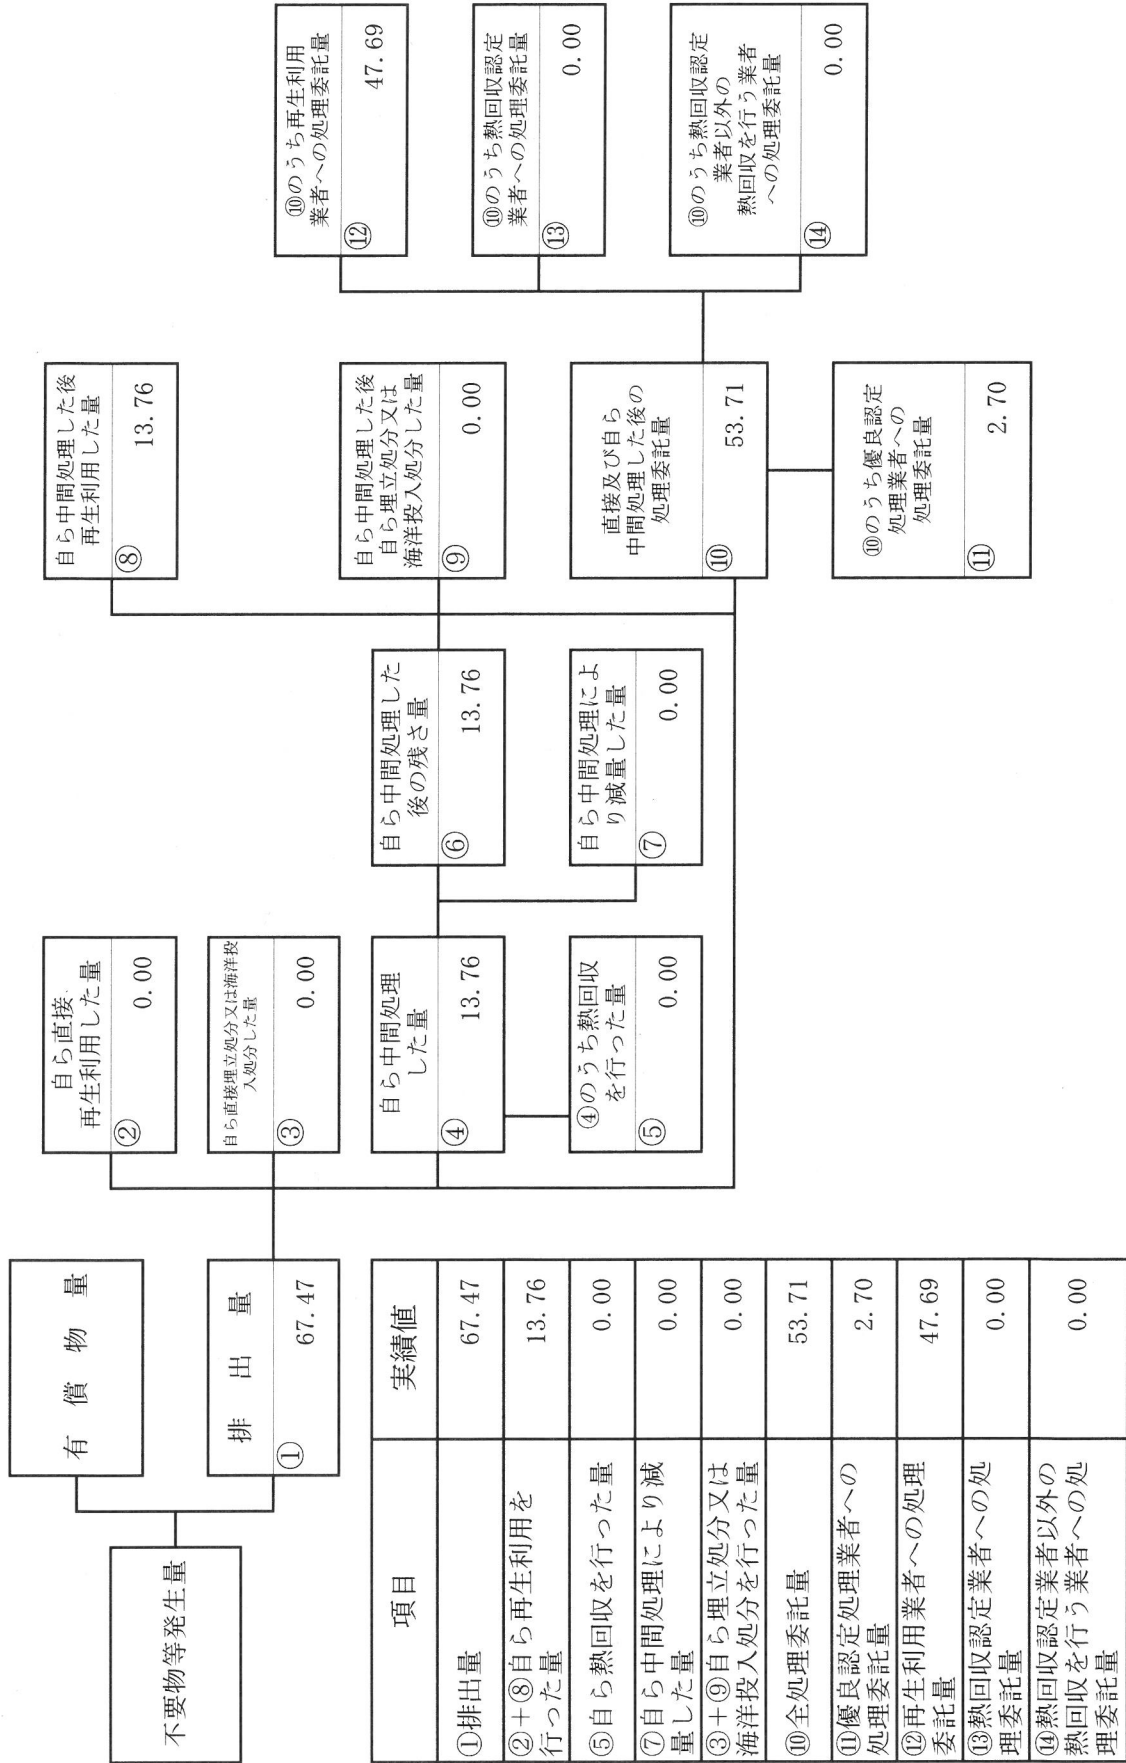 不要物等発生量
有償物量
排出量
① 67.47
自ら直接
再生利用した量
② 0.00
自ら直接埋立処分又は海洋投
入処分した量
③ 0.00
自ら中間処理
した量
④ 13.76
④のうち熱回収
を行った量
⑤ 0.00
自ら中間処理した
後の残さ量
⑥ 13.76
自ら中間処理によ
り減量した量
⑦ 0.00
自ら中間処理した後
再生利用した量
⑧ 13.76
自ら中間処理した後
自ら埋立処分又は
海洋投入処分した量
⑨ 0.00
直接及び自ら
中間処理した後の
処理委託量
⑩ 53.71
⑩のうち優良認定
処理業者への
処理委託量
⑪ 2.70
⑩のうち再生利用
業者への処理委託量
⑫ 47.69
⑩のうち熱回収認定
業者への処理委託量
⑬ 0.00
⑩のうち熱回収認定
業者以外の
熱回収を行う業者
への処理委託量
⑭ 0.00
項目 実績値
①排出量 67.47
②+⑧自ら再生利用を
行った量 13.76
⑤自ら熱回収を行った量 0.00
⑦自ら中間処理により減
量した量 0.00
③+⑨自ら埋立処分又は
海洋投入処分を行った量 0.00
⑩全処理委託量 53.71
⑪優良認定処理業者への
処理委託量 2.70
⑫再生利用業者への処理
委託量 47.69
⑬熱回収認定業者への処
理委託量 0.00
⑭熱回収認定業者以外の
熱回収を行う業者への処
理委託量 0.00